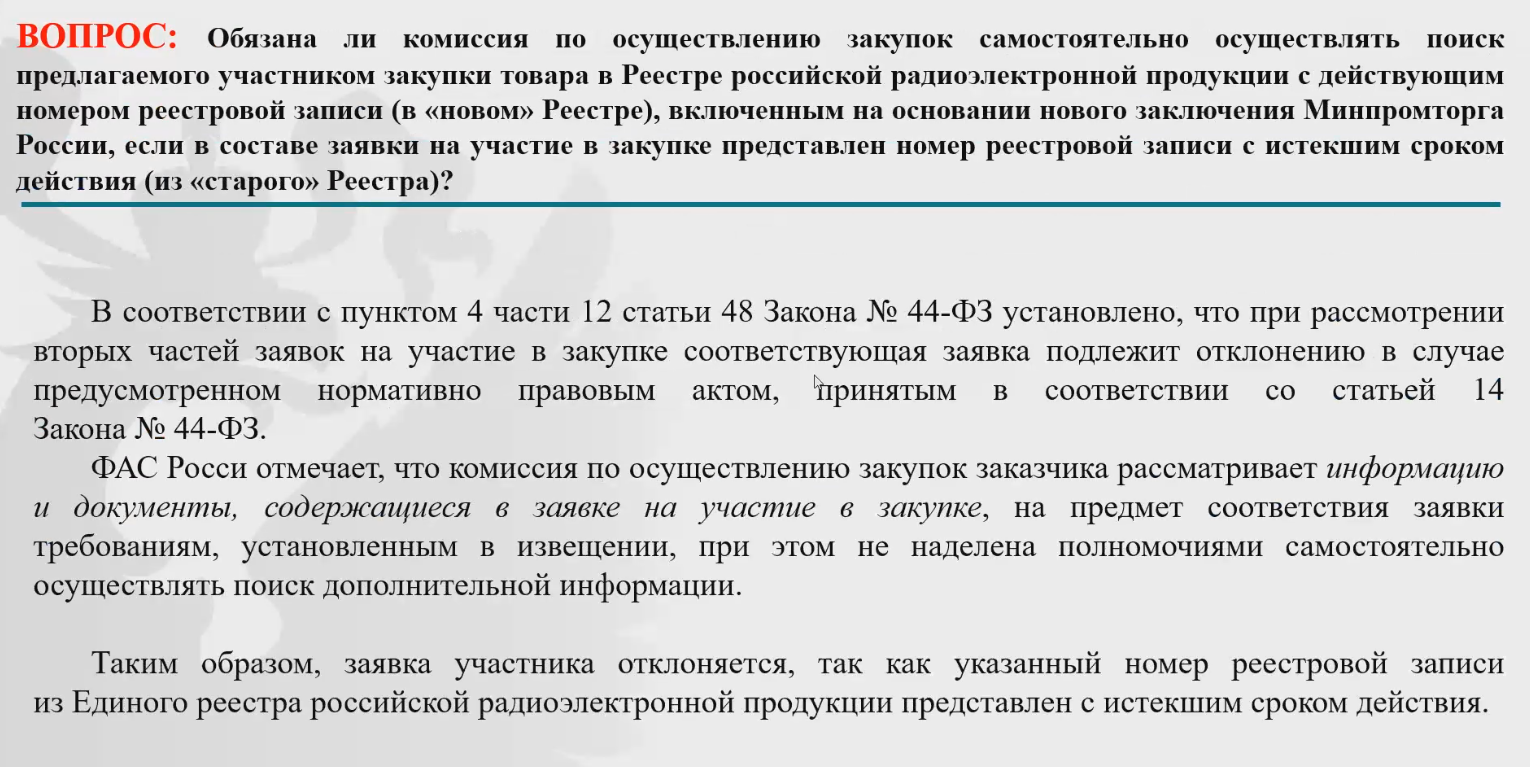 ВОПРОС: Обязана ли комиссия по осуществлению закупок самостоятельно осуществлять поиск
предлагаемого участником закупки товара в Реестре российской радиоэлектронной продукции с действующим
номером реестровой записи (в «новом» Реестре), включенным на основании нового заключения Минпромторга
России, если в составе заявки на участие в закупке представлен номер реестровой записи с истекшим сроком
действия (из «старого» Реестра)?
В соответствии с пунктом 4 части 12 статьи 48 Закона № 44-ФЗ установлено, что при рассмотрении
вторых частей заявок на участие в закупке соответствующая заявка подлежит отклонению в случае
предусмотренном нормативно правовым актом, принятым в соответствии со статьей 14
Закона № 44-ФЗ.
ФАС Росси отмечает, что комиссия по осуществлению закупок заказчика рассматривает информацию
и документы, содержащиеся в заявке на участие в закупке, на предмет соответствия заявки
требованиям, установленным в извещении, при этом не наделена полномочиями самостоятельно
осуществлять поиск дополнительной информации.
Таким образом, заявка участника отклоняется, так как указанный номер реестровой записи
из Единого реестра российской радиоэлектронной продукции представлен с истекшим сроком действия.